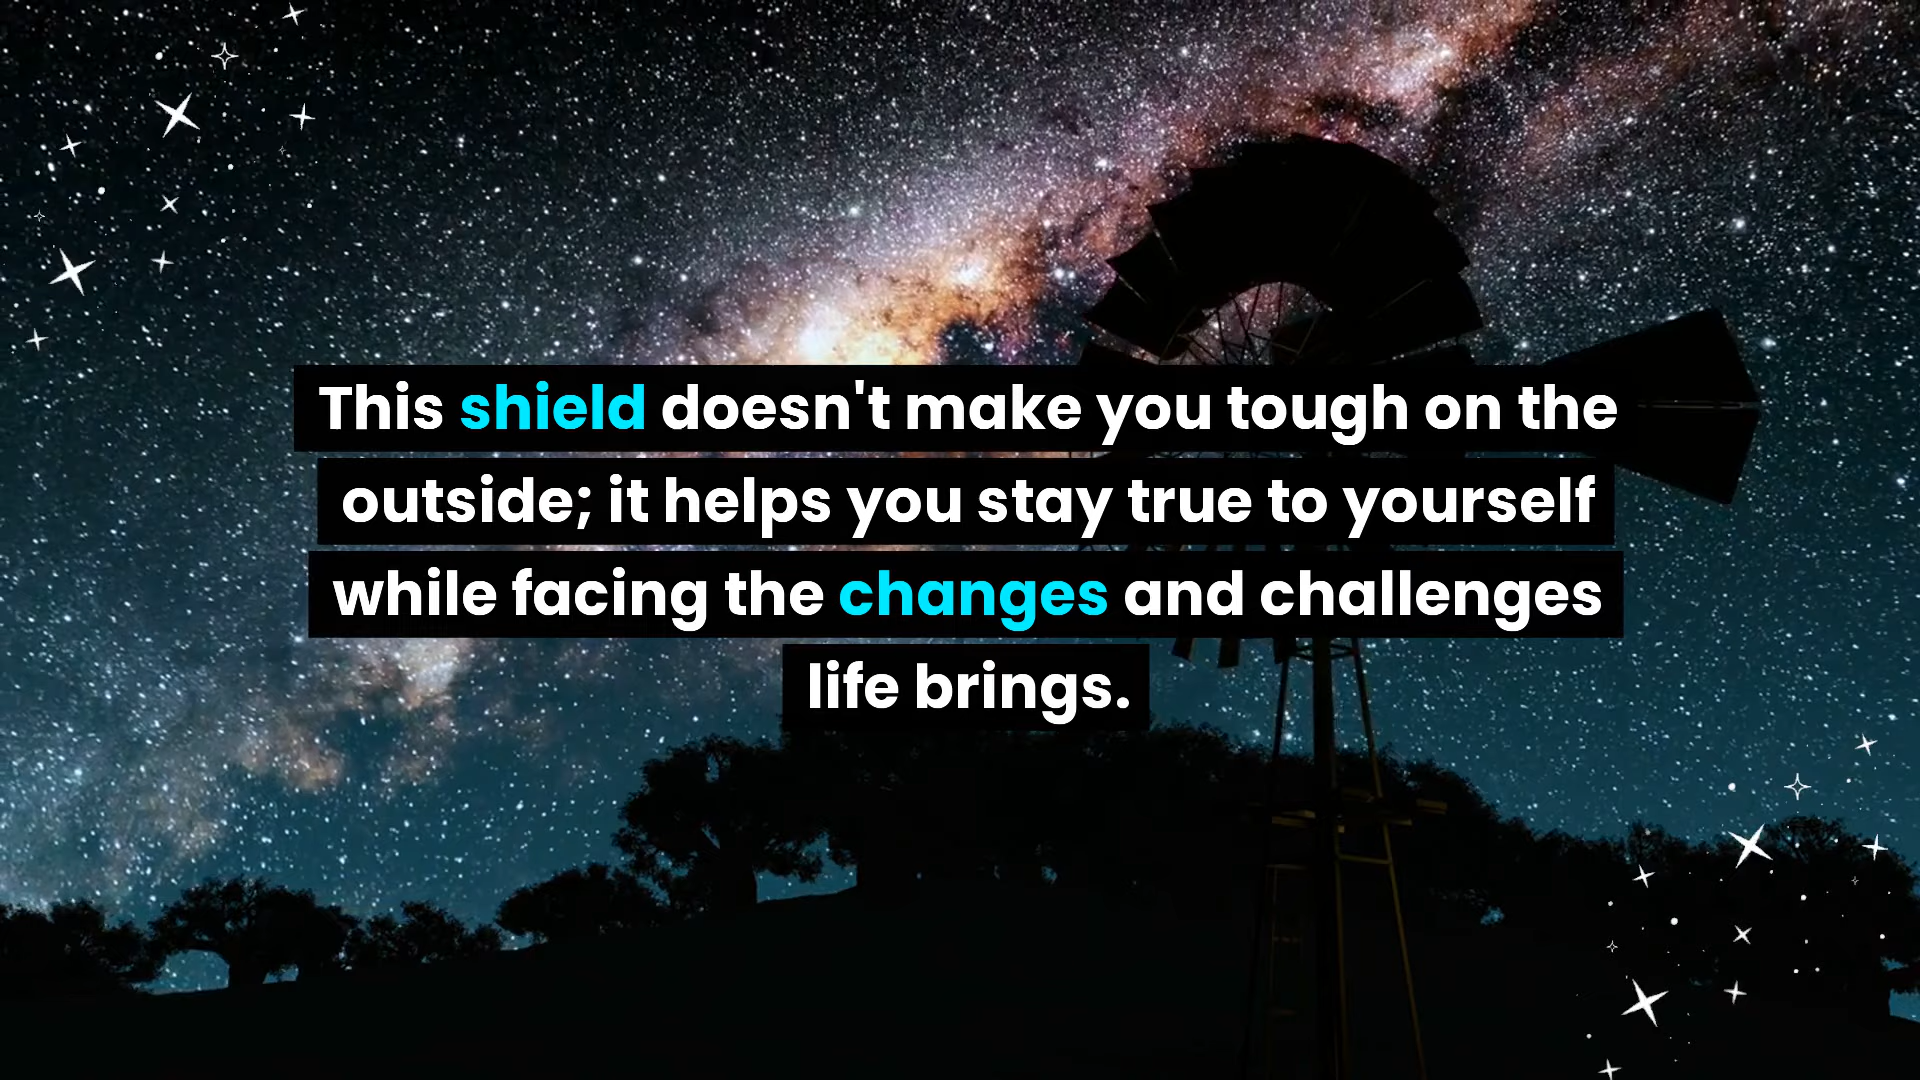 This shield doesn't make you tough on the
outside; it helps you stay true to yourself
while facing the changes and challenges
life brings.